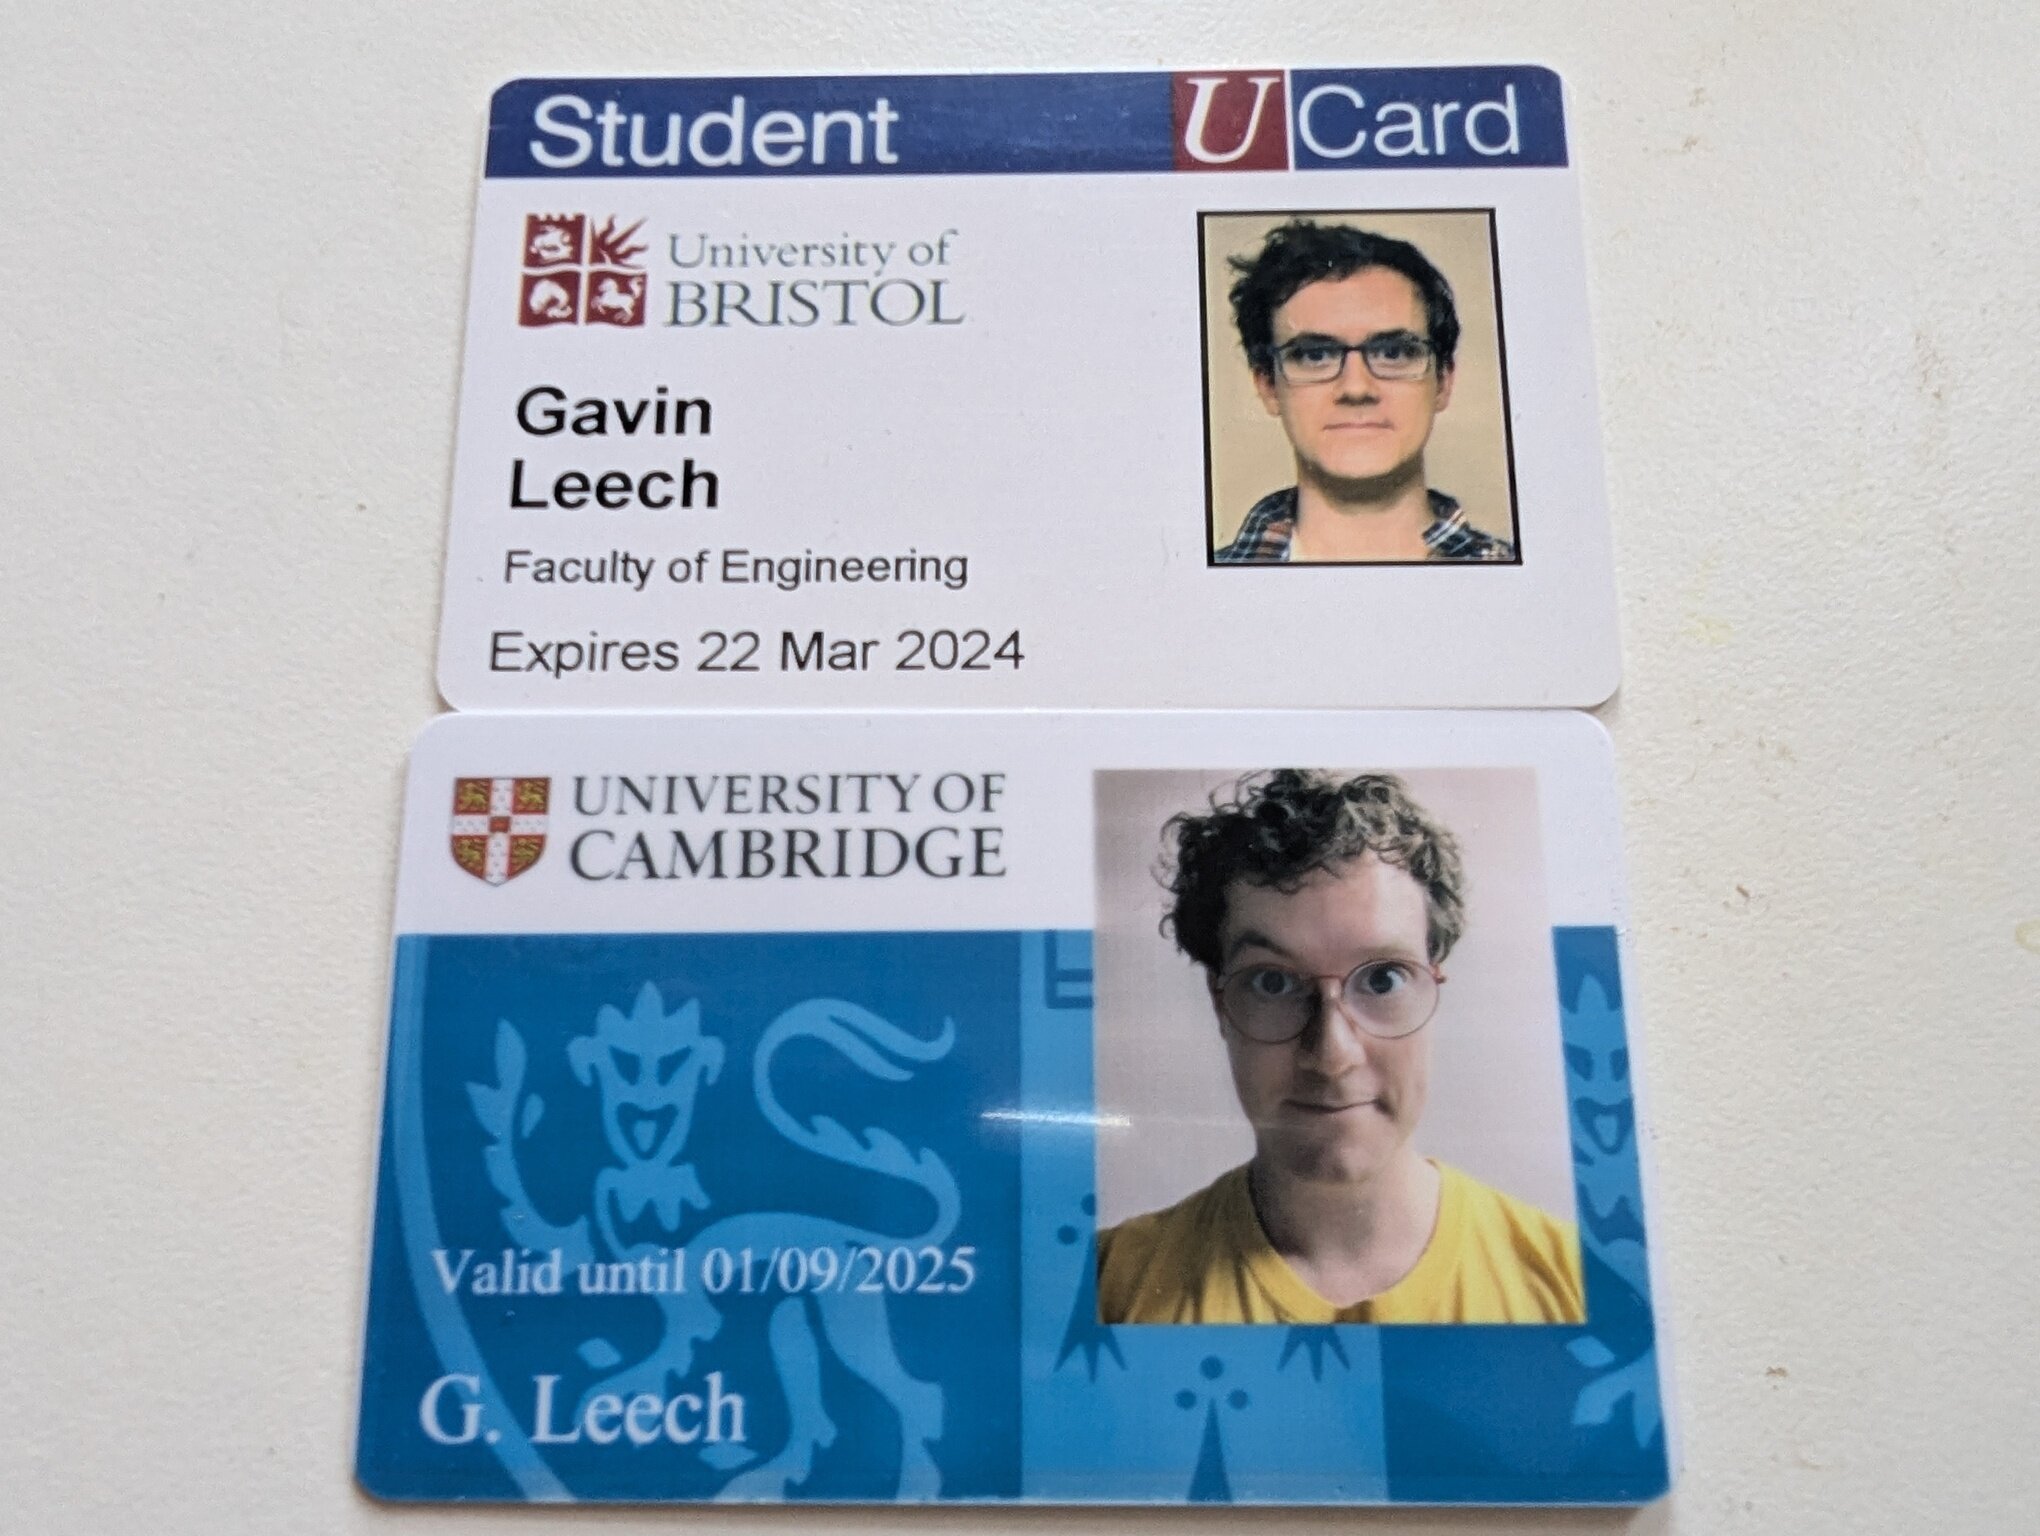 Student U Card
University of
BRISTOL
Gavin
Leech
Faculty of Engineering
Expires 22 Mar 2024
UNIVERSITY OF
CAMBRIDGE
Valid until 01/09/2025
G. Leech